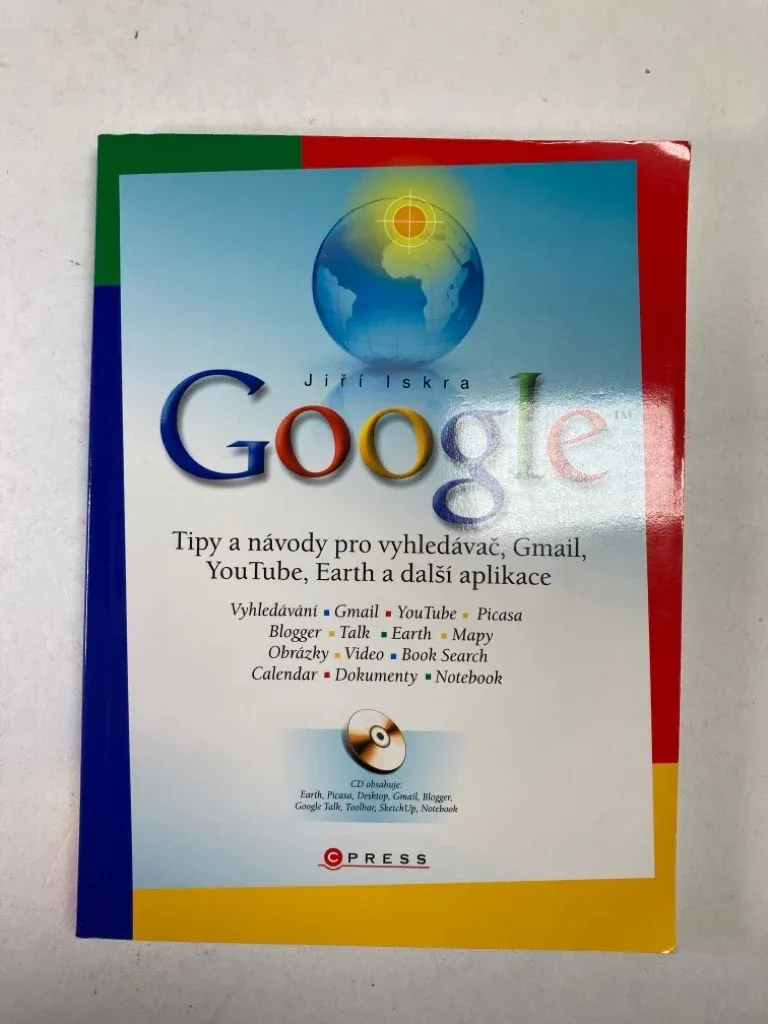 Jiří Iskra
Google™
Tipy a návody pro vyhledávač, Gmail,
YouTube, Earth a další aplikace
Vyhledávání ▪ Gmail ▪ YouTube ▪ Picasa
Blogger ▪ Talk ▪ Earth ▪ Mapy
Obrázky ▪ Video ▪ Book Search
Calendar ▪ Dokumenty ▪ Notebook
CD obsahuje:
Earth, Picasa, Desktop, Gmail, Blogger,
Google Talk, Toolbar, SketchUp, Notebook
CPRESS